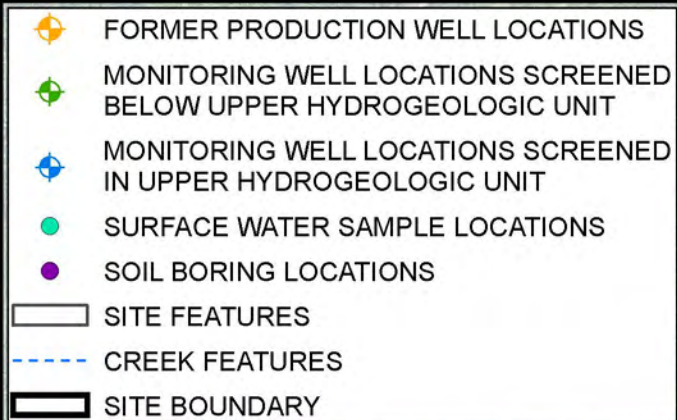 FORMER PRODUCTION WELL LOCATIONS
MONITORING WELL LOCATIONS SCREENED
BELOW UPPER HYDROGEOLOGIC UNIT
MONITORING WELL LOCATIONS SCREENED
IN UPPER HYDROGEOLOGIC UNIT
SURFACE WATER SAMPLE LOCATIONS
SOIL BORING LOCATIONS
SITE FEATURES
CREEK FEATURES
SITE BOUNDARY